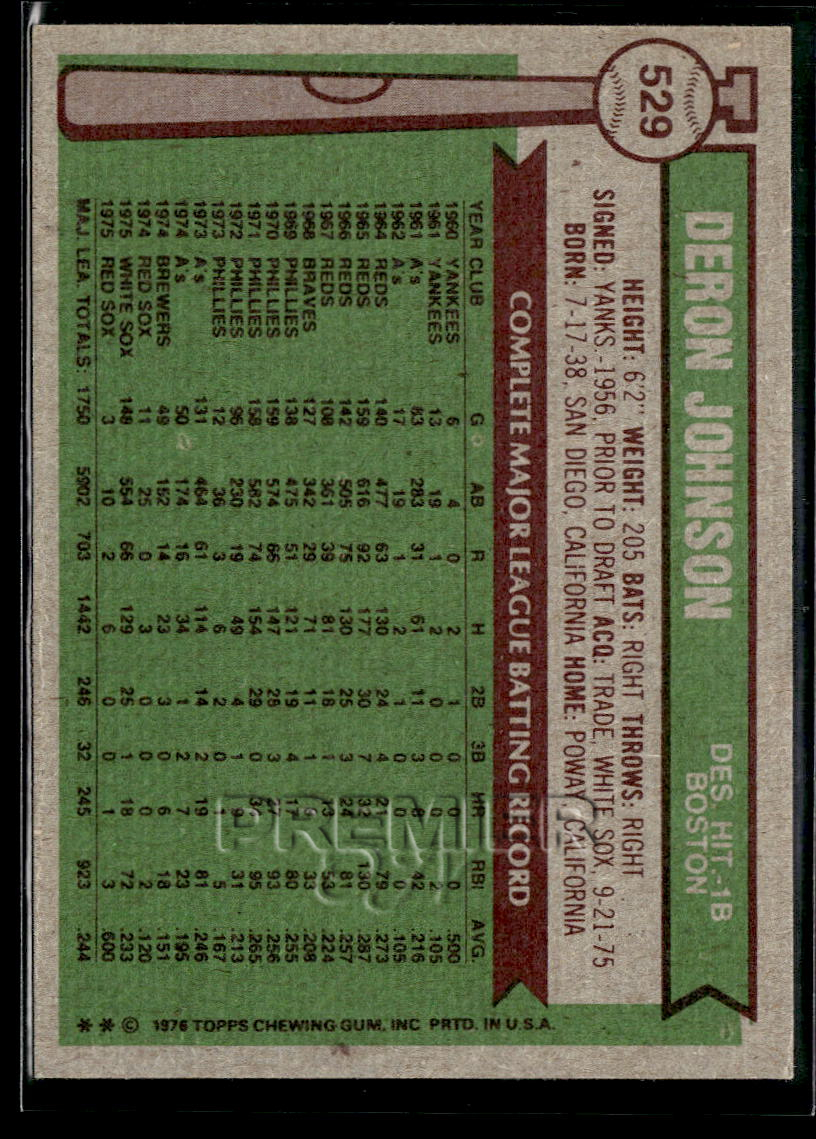 529
DERON JOHNSON
DES. HIT.-1B
BOSTON
HEIGHT: 6'2" WEIGHT: 205 BATS: RIGHT THROWS: RIGHT
SIGNED: YANKS.-1956, PRIOR TO DRAFT ACQ: TRADE, WHITE SOX, 9-21-75
BORN: 7-17-38, SAN DIEGO, CALIFORNIA HOME: POWAY, CALIFORNIA
COMPLETE MAJOR LEAGUE BATTING RECORD
YEAR CLUB G AB R H 2B 3B HR RBI AVG.
1960 YANKEES 6 4 0 2 1 0 0 0 .500
1961 YANKEES 13 19 1 2 0 0 0 2 .105
1961 A's 83 283 31 61 11 3 8 42 .216
1962 A's 17 19 1 2 1 0 0 0 .105
1964 REDS 140 477 63 130 24 4 21 79 .273
1965 REDS 159 616 92 177 30 7 32 130 .287
1966 REDS 142 505 75 130 25 3 24 81 .257
1967 REDS 108 361 39 81 18 1 13 53 .224
1968 BRAVES 127 342 29 71 11 1 8 33 .208
1969 PHILLIES 138 475 51 121 19 4 17 80 .255
1970 PHILLIES 159 574 66 147 28 3 27 93 .256
1971 PHILLIES 158 582 74 154 29 0 34 95 .265
1972 PHILLIES 96 230 19 49 4 1 9 31 .213
1973 PHILLIES 12 36 3 6 2 0 1 5 .167
1973 A's 131 464 61 114 14 2 19 81 .246
1974 A's 50 174 16 34 1 2 7 23 .195
1974 BREWERS 49 152 14 23 3 0 6 18 .151
1974 RED SOX 11 25 0 3 0 0 0 2 .120
1975 WHITE SOX 148 554 66 129 25 1 18 72 .233
1975 RED SOX 3 10 2 6 0 0 1 3 .600
MAJ. LEA. TOTALS: 1750 5902 703 1442 246 32 245 923 .244
* * © 1976 TOPPS CHEWING GUM, INC PRTD. IN U.S.A.
PREMIER